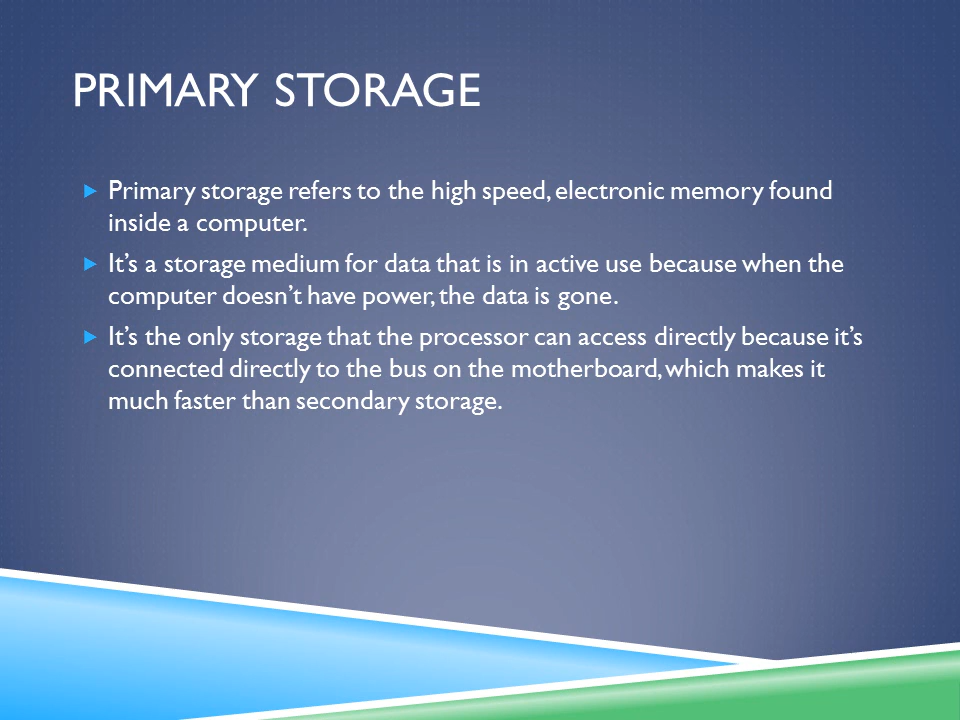 PRIMARY STORAGE
Primary storage refers to the high speed, electronic memory found
inside a computer.
It’s a storage medium for data that is in active use because when the
computer doesn’t have power, the data is gone.
It’s the only storage that the processor can access directly because it’s
connected directly to the bus on the motherboard, which makes it
much faster than secondary storage.